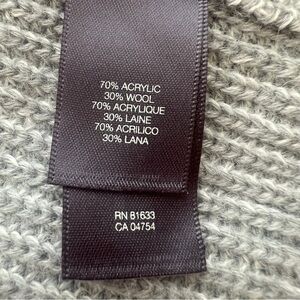 70% ACRYLIC
30% WOOL
70% ACRYLIQUE
30% LAINE
70% ACRILICO
30% LANA
RN 81633
CA 04754